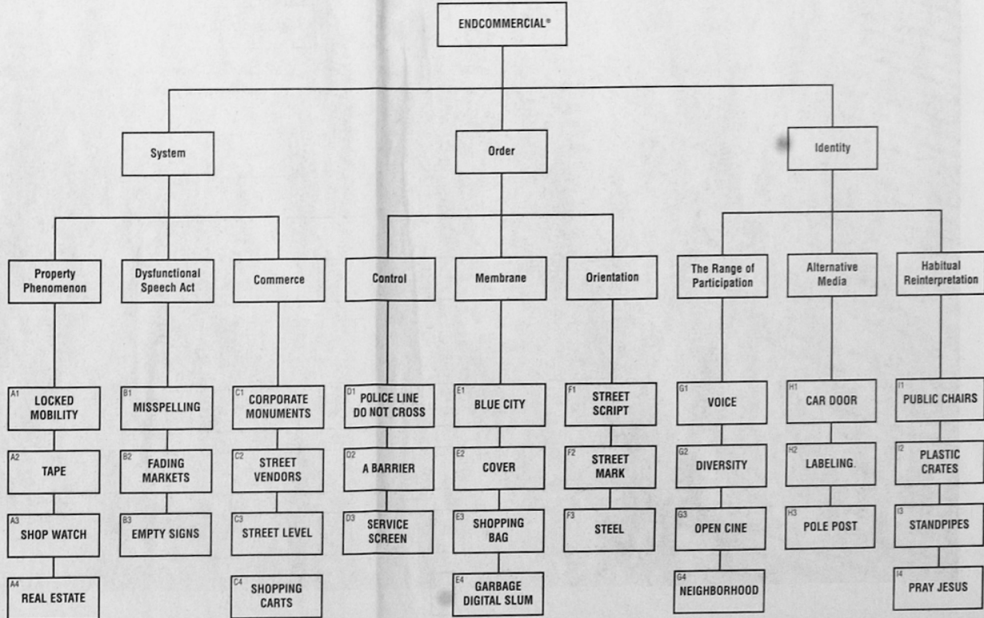 ENDCOMMERCIAL®
System
Order
Identity
Property
Phenomenon
Dysfunctional
Speech Act
Commerce
Control
Membrane
Orientation
The Range of
Participation
Alternative
Media
Habitual
Reinterpretation
A1
LOCKED
MOBILITY
B1
MISSPELLING
C1
CORPORATE
MONUMENTS
D1
POLICE LINE
DO NOT CROSS
E1
BLUE CITY
F1
STREET
SCRIPT
G1
VOICE
H1
CAR DOOR
I1
PUBLIC CHAIRS
A2
TAPE
B2
FADING
MARKETS
C2
STREET
VENDORS
D2
A BARRIER
E2
COVER
F2
STREET
MARK
G2
DIVERSITY
H2
LABELING
I2
PLASTIC
CRATES
A3
SHOP WATCH
B3
EMPTY SIGNS
C3
STREET LEVEL
D3
SERVICE
SCREEN
E3
SHOPPING
BAG
F3
STEEL
G3
OPEN CINE
H3
POLE POST
I3
STANDPIPES
A4
REAL ESTATE
C4
SHOPPING
CARTS
E4
GARBAGE
DIGITAL SLUM
G4
NEIGHBORHOOD
I4
PRAY JESUS